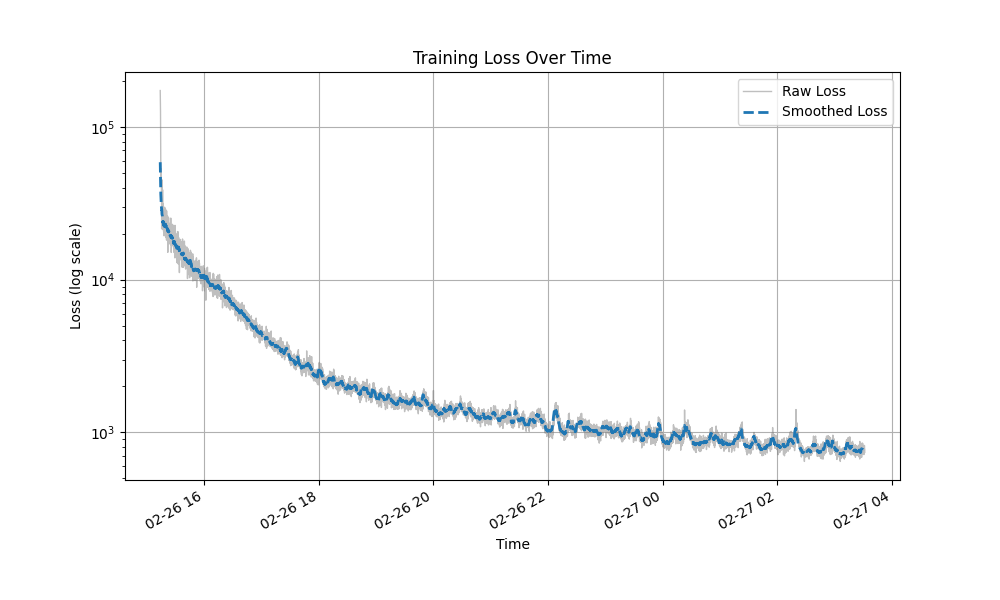 Training Loss Over Time
Raw Loss
Smoothed Loss
10^5
10^4
10^3
Loss (log scale)
02-26 16
02-26 18
02-26 20
02-26 22
02-27 00
02-27 02
02-27 04
Time